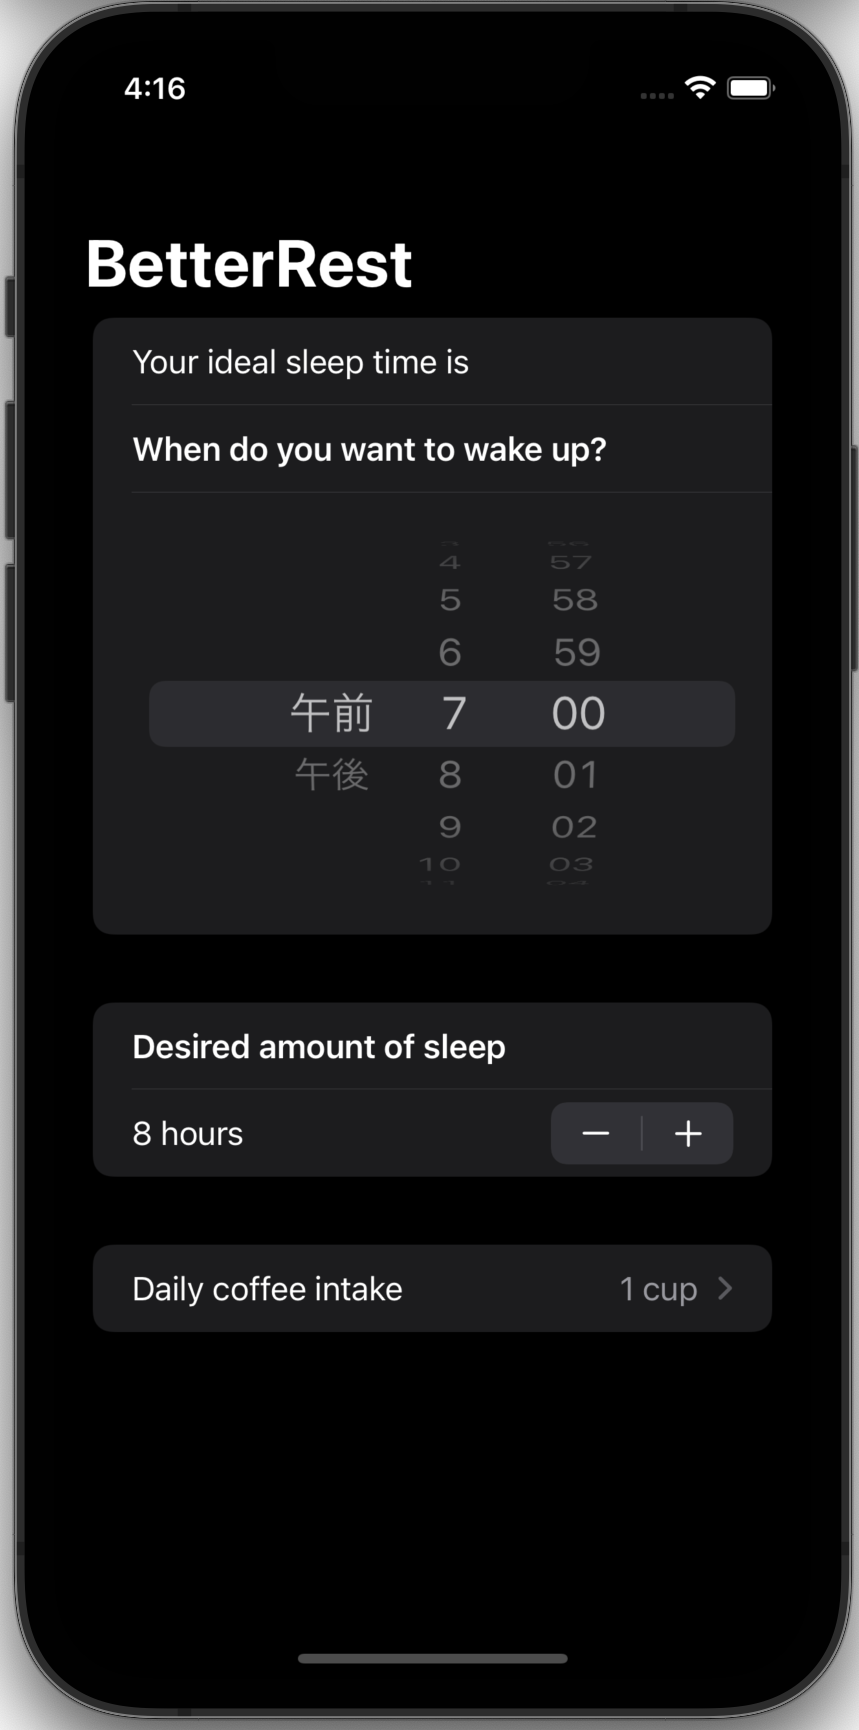 4:16
BetterRest
Your ideal sleep time is
When do you want to wake up?
4 57
5 58
6 59
午前 7 00
午後 8 01
9 02
10 03
11 04
Desired amount of sleep
8 hours
Daily coffee intake 1 cup